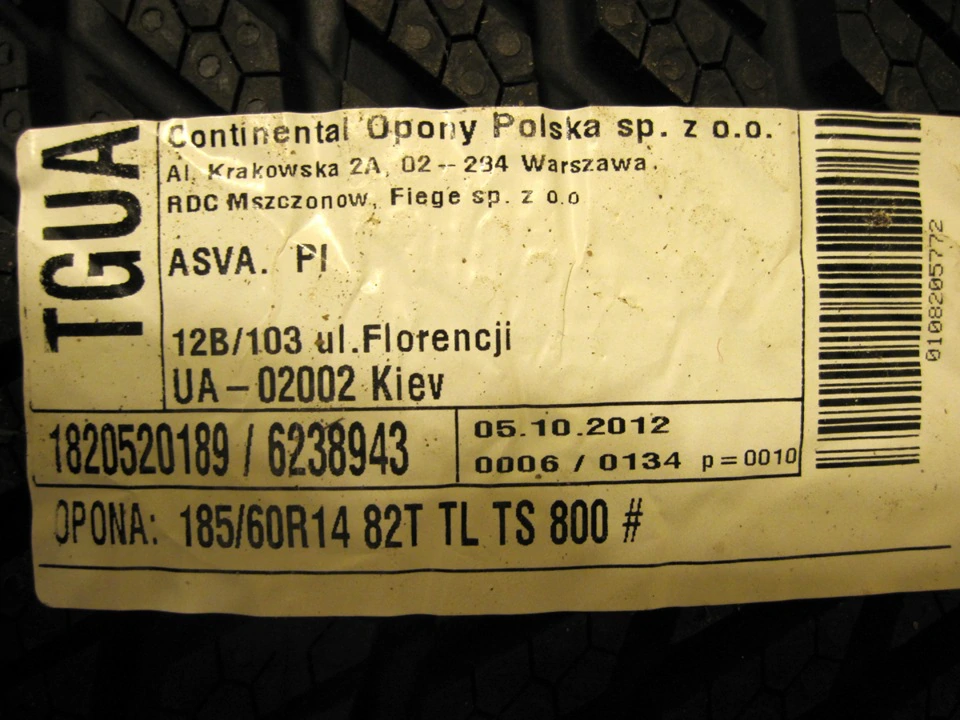 TGUA
Continental Opony Polska sp. z o.o.
Al. Krakowska 2A, 02--284 Warszawa.
RDC Mszczonow, Fiege sp. z o.o
ASVA. PI
12B/103 ul.Florencji
UA-02002 Kiev
1820520189 / 6238943
05.10.2012
0006 / 0134 p=0010
OPONA: 185/60R14 82T TL TS 800 #
0108205772